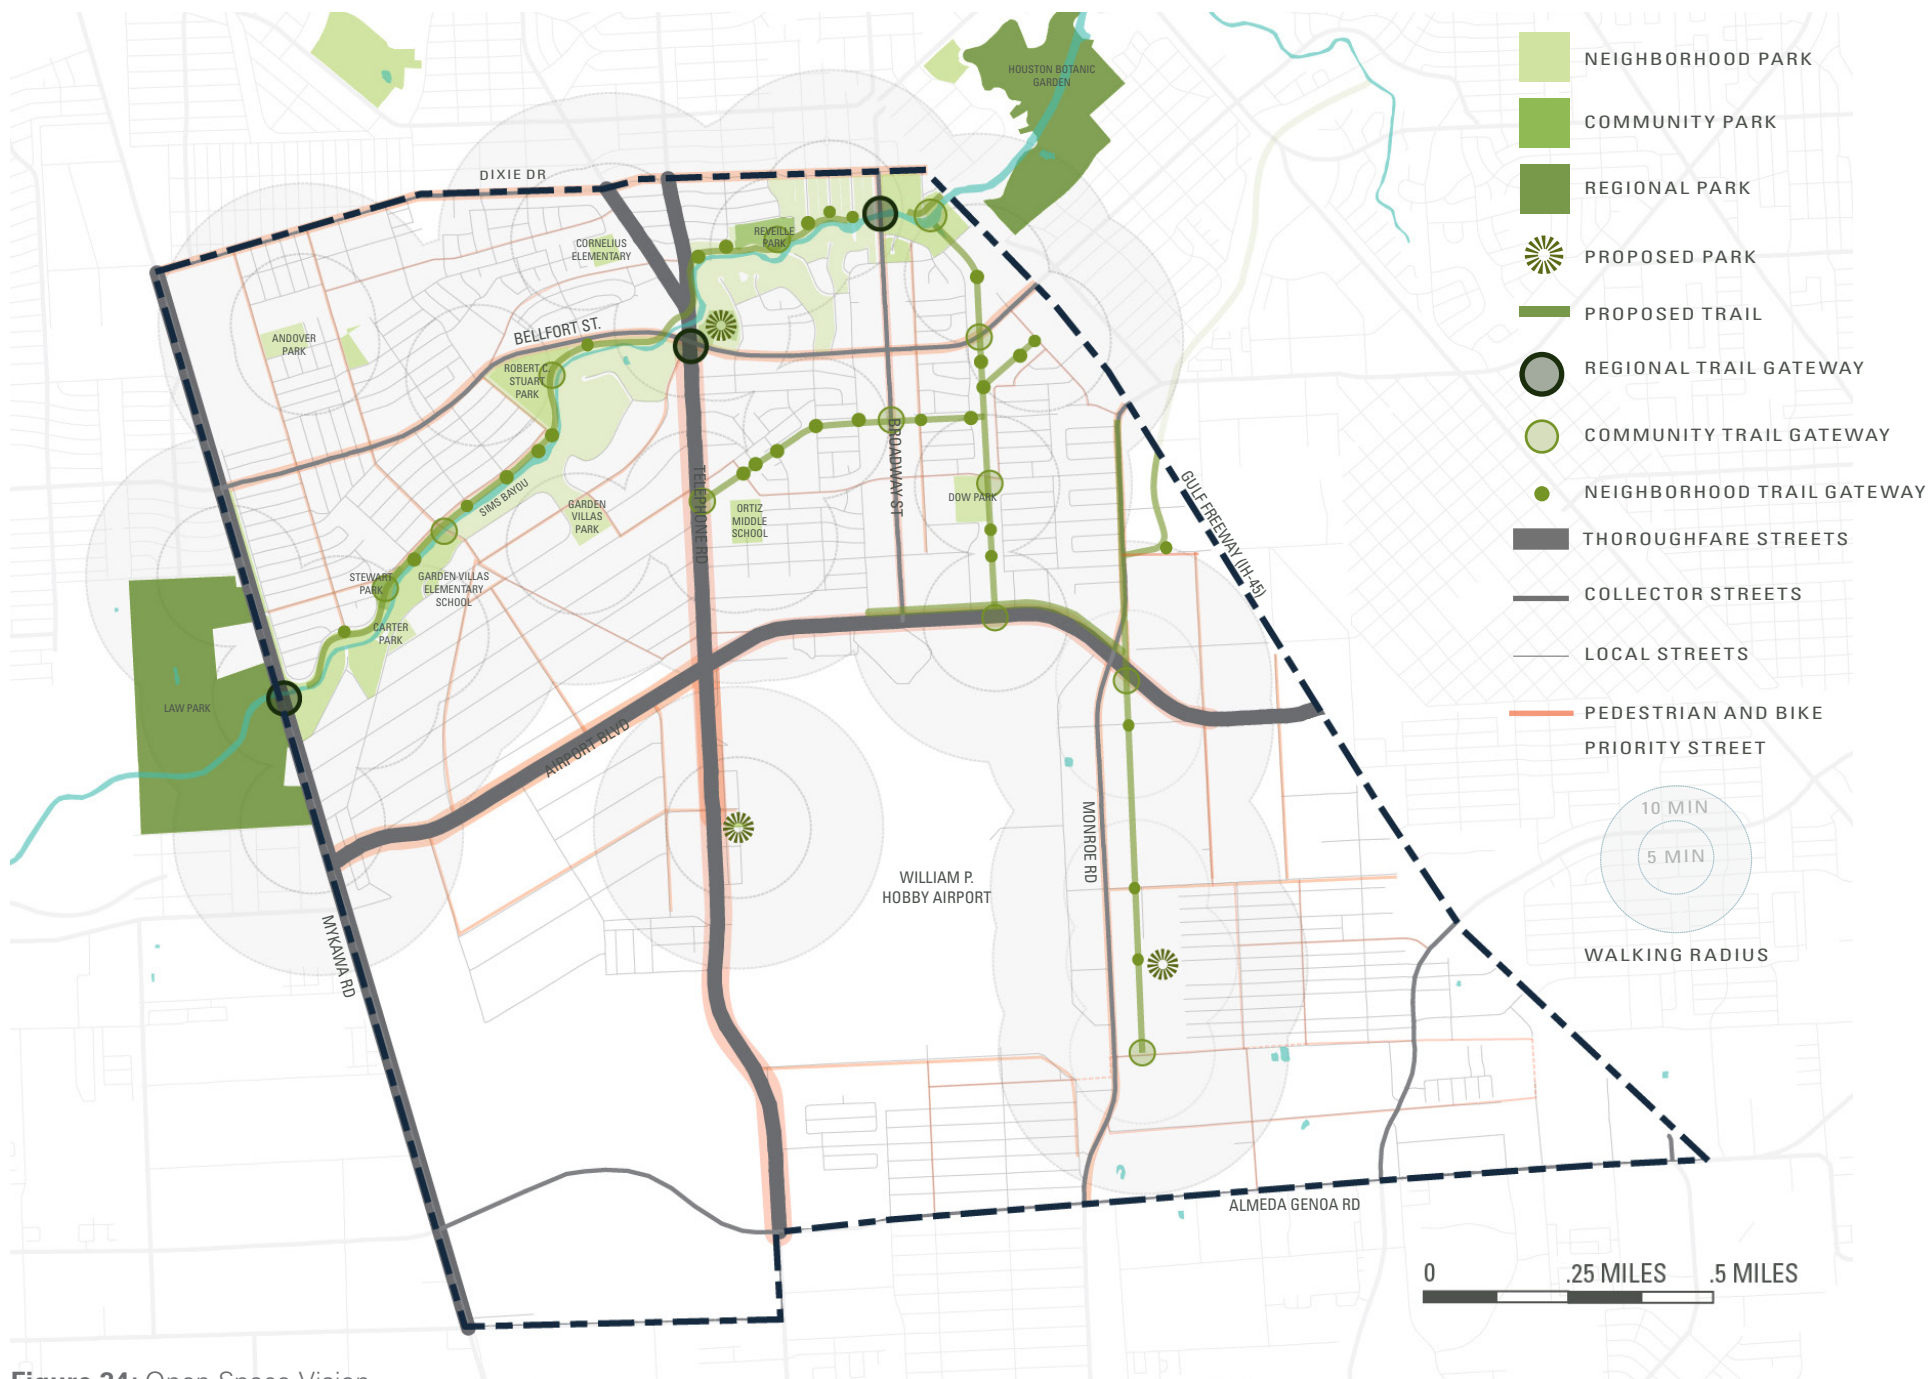 HOUSTON BOTANIC
GARDEN
DIXIE DR
CORNELIUS
ELEMENTARY
REVEILLE
PARK
ANDOVER
PARK
BELLFORT ST.
ROBERT C.
STUART
PARK
BROADWAY ST
TELEPHONE RD
SIMS BAYOU
GARDEN
VILLAS
PARK
ORTIZ
MIDDLE
SCHOOL
DOW PARK
GULF FREEWAY (IH-45)
STEWART
PARK
GARDEN VILLAS
ELEMENTARY
SCHOOL
CARTER
PARK
LAW PARK
AIRPORT BLVD
MONROE RD
WILLIAM P.
HOBBY AIRPORT
MYKAWA RD
ALMEDA GENOA RD
NEIGHBORHOOD PARK
COMMUNITY PARK
REGIONAL PARK
PROPOSED PARK
PROPOSED TRAIL
REGIONAL TRAIL GATEWAY
COMMUNITY TRAIL GATEWAY
NEIGHBORHOOD TRAIL GATEWAY
THOROUGHFARE STREETS
COLLECTOR STREETS
LOCAL STREETS
PEDESTRIAN AND BIKE
PRIORITY STREET
10 MIN
5 MIN
WALKING RADIUS
0 .25 MILES .5 MILES
Figure 24: Open Space Vision